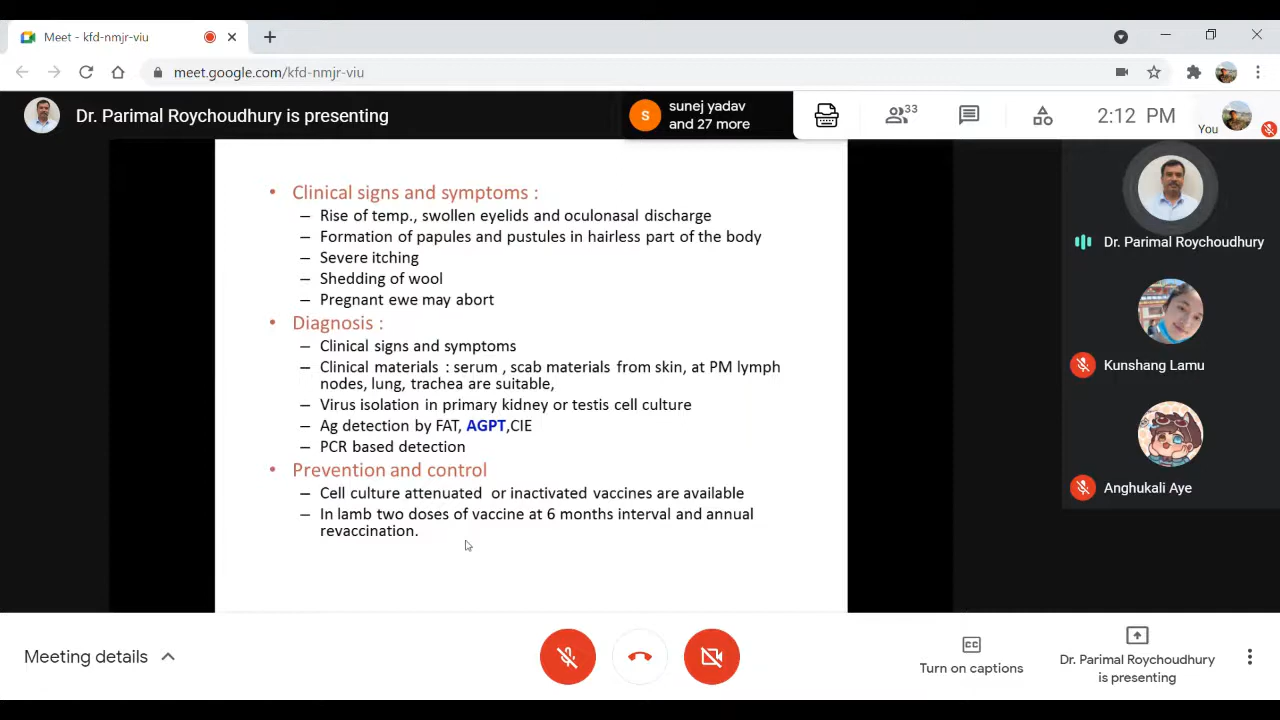 Meet - kfd-nmjr-viu
meet.google.com/kfd-nmjr-viu
Dr. Parimal Roychoudhury is presenting
S
sunej yadav
and 27 more
33
2:12 PM
You
• Clinical signs and symptoms :
– Rise of temp., swollen eyelids and oculonasal discharge
– Formation of papules and pustules in hairless part of the body
– Severe itching
– Shedding of wool
– Pregnant ewe may abort
• Diagnosis :
– Clinical signs and symptoms
– Clinical materials : serum , scab materials from skin, at PM lymph
nodes, lung, trachea are suitable,
– Virus isolation in primary kidney or testis cell culture
– Ag detection by FAT, AGPT,CIE
– PCR based detection
• Prevention and control
– Cell culture attenuated or inactivated vaccines are available
– In lamb two doses of vaccine at 6 months interval and annual
revaccination.
Dr. Parimal Roychoudhury
Kunshang Lamu
Anghukali Aye
Meeting details
CC
Turn on captions
Dr. Parimal Roychoudhury
is presenting